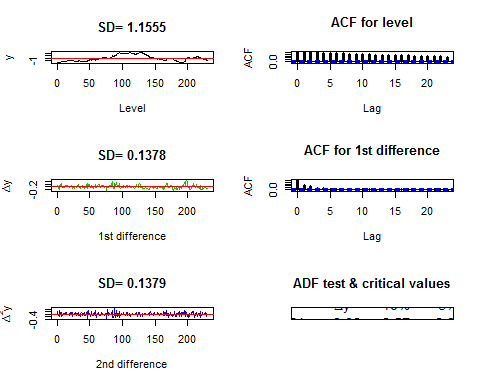 SD= 1.1555
ACF for level
y
-1
0 50 100 150 200
Level
ACF
0.0
0 5 10 15 20
Lag
SD= 0.1378
ACF for 1st difference
Δy
-0.2
0 50 100 150 200
1st difference
ACF
0.0
0 5 10 15 20
Lag
SD= 0.1379
ADF test & critical values
Δ²y
-0.4
0 50 100 150 200
2nd difference